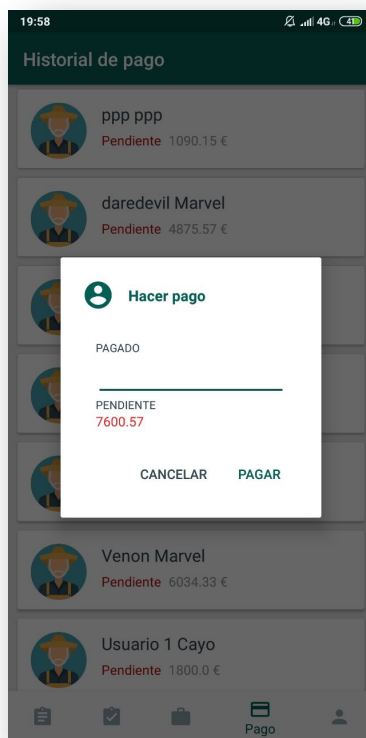 19:58
4G
41
Historial de pago
ppp ppp
Pendiente 1090.15 €
daredevil Marvel
Pendiente 4875.57 €
Hacer pago
PAGADO
PENDIENTE
7600.57
CANCELAR PAGAR
Venon Marvel
Pendiente 6034.33 €
Usuario 1 Cayo
Pendiente 1800.0 €
Pago